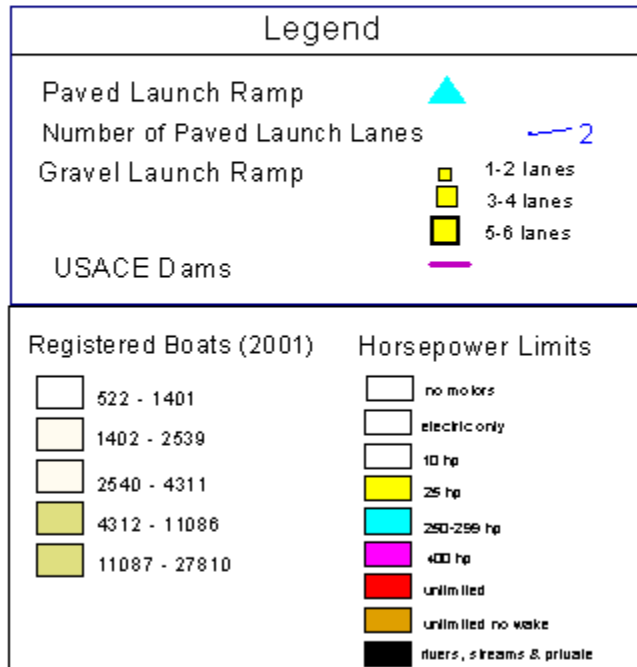 Legend
Paved Launch Ramp
Number of Paved Launch Lanes 2
Gravel Launch Ramp
1-2 lanes
3-4 lanes
5-6 lanes
USACE Dams
Registered Boats (2001)
522 - 1401
1402 - 2539
2540 - 4311
4312 - 11086
11087 - 27810
Horsepower Limits
no motors
electric only
10 hp
25 hp
250-299 hp
400 hp
unlimited
unlimited no wake
rivers, streams & private